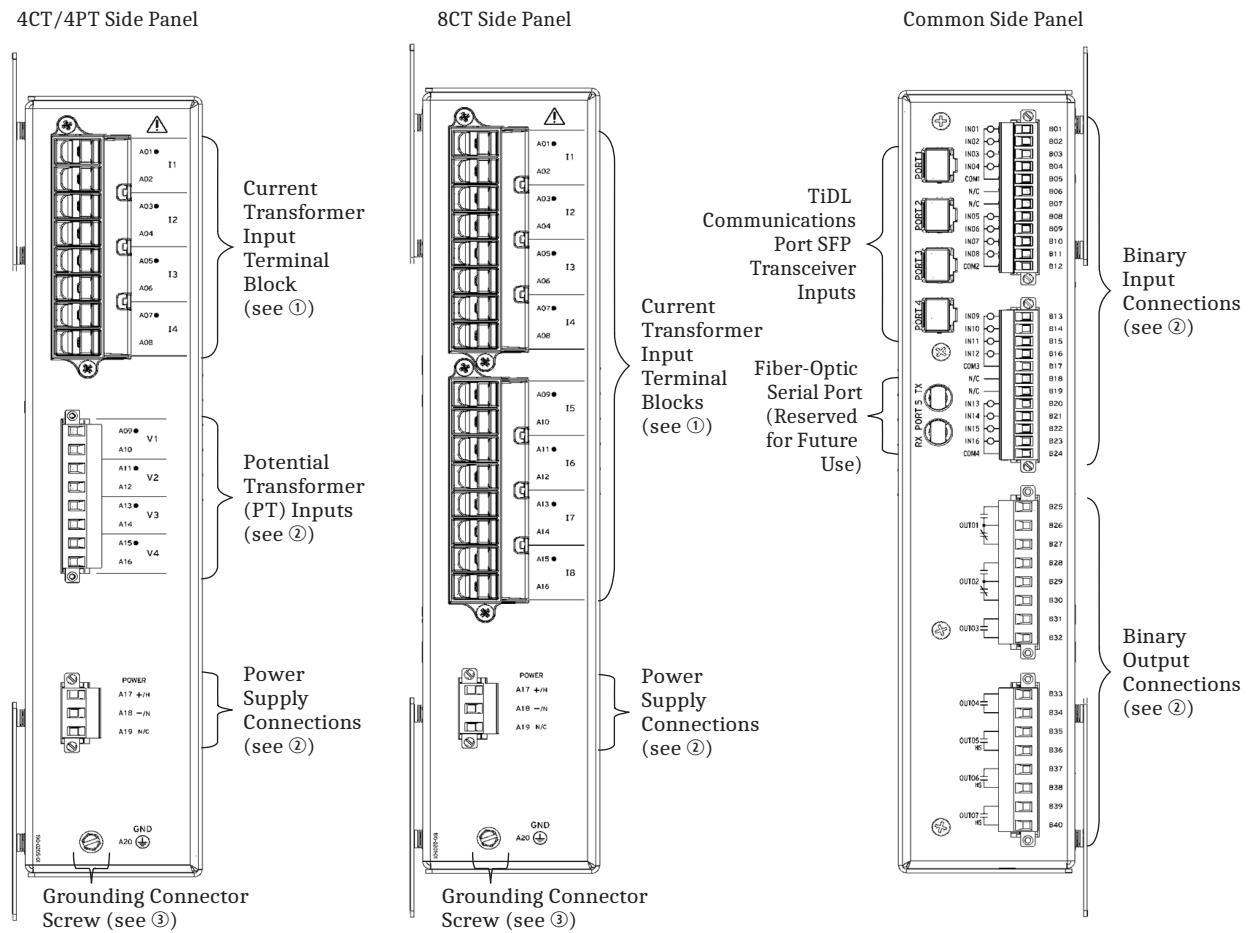 4CT/4PT Side Panel
8CT Side Panel
Common Side Panel
A01
I1
A02
A03
I2
A04
A05
I3
A06
A07
I4
A08
Current
Transformer
Input
Terminal
Block
(see ①)
A09
V1
A10
A11
V2
A12
A13
V3
A14
A15
V4
A16
Potential
Transformer
(PT) Inputs
(see ②)
POWER
A17 +/H
A18 −/N
A19 N/C
Power
Supply
Connections
(see ②)
GND
A20
Grounding Connector
Screw (see ③)
A01
I1
A02
A03
I2
A04
A05
I3
A06
A07
I4
A08
A09
I5
A10
A11
I6
A12
A13
I7
A14
A15
I8
A16
Current
Transformer
Input
Terminal
Blocks
(see ①)
POWER
A17 +/H
A18 −/N
A19 N/C
Power
Supply
Connections
(see ②)
GND
A20
Grounding Connector
Screw (see ③)
TiDL
Communications
Port SFP
Transceiver
Inputs
Fiber-Optic
Serial Port
(Reserved
for Future
Use)
PORT 1
PORT 2
PORT 3
PORT 4
RX PORT 5 TX
IN01 B01
IN02 B02
IN03 B03
IN04 B04
COM1 B05
N/C B06
N/C B07
IN05 B08
IN06 B09
IN07 B10
IN08 B11
COM2 B12
IN09 B13
IN10 B14
IN11 B15
IN12 B16
COM3 B17
N/C B18
N/C B19
IN13 B20
IN14 B21
IN15 B22
IN16 B23
COM4 B24
Binary
Input
Connections
(see ②)
B25
OUT01 B26
B27
B28
OUT02 B29
B30
B31
OUT03 B32
B33
OUT04
B34
B35
OUT05
HS B36
B37
OUT06
HS B38
B39
OUT07
HS B40
Binary
Output
Connections
(see ②)